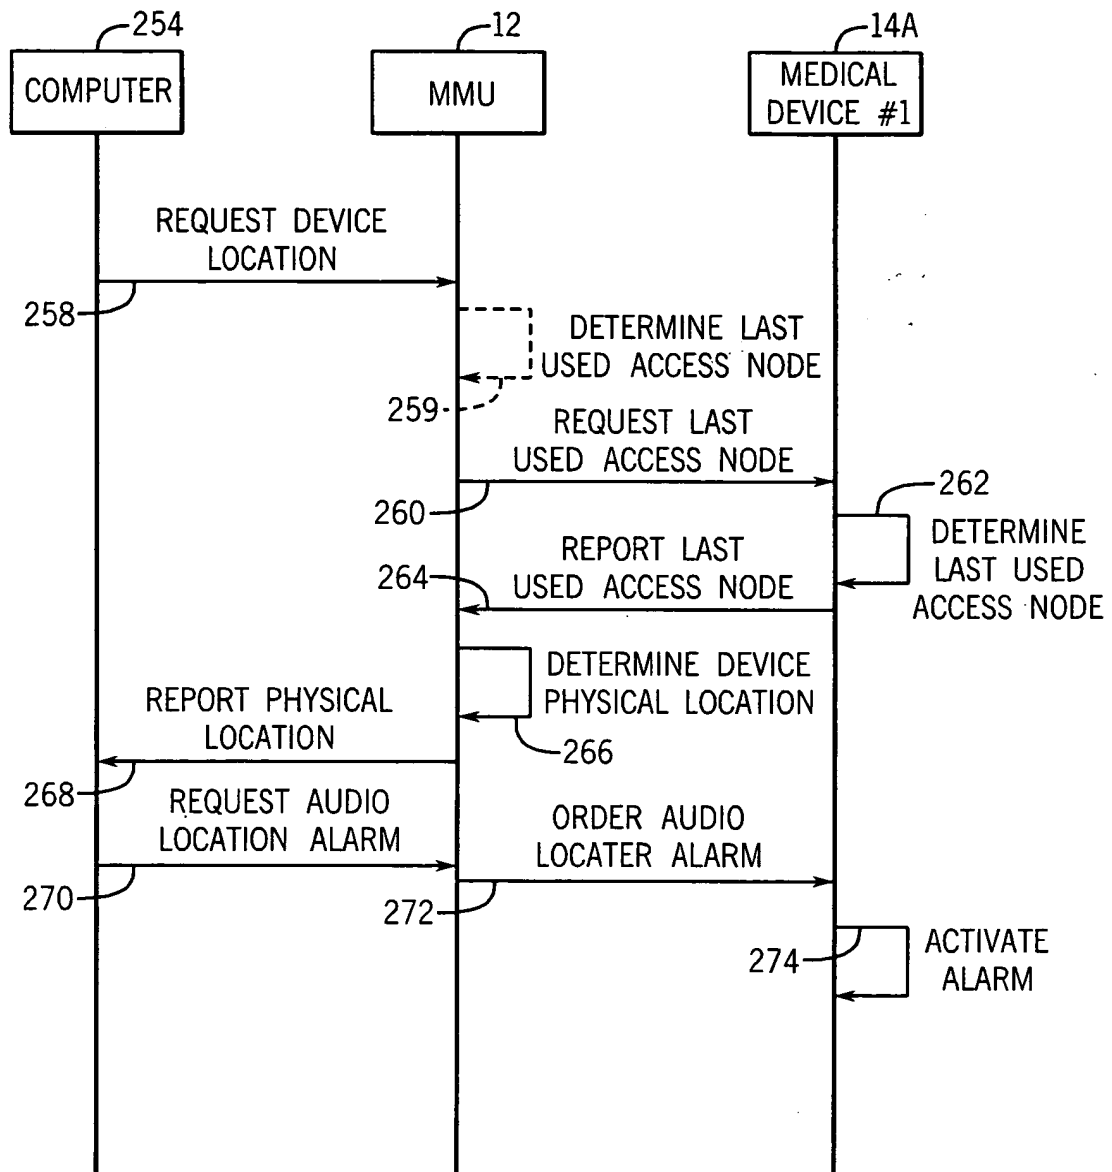 254
12
14A
COMPUTER
MMU
MEDICAL
DEVICE #1
REQUEST DEVICE
LOCATION
258
DETERMINE LAST
USED ACCESS NODE
259
REQUEST LAST
USED ACCESS NODE
260
262
DETERMINE
LAST USED
ACCESS NODE
REPORT LAST
USED ACCESS NODE
264
DETERMINE DEVICE
PHYSICAL LOCATION
266
REPORT PHYSICAL
LOCATION
268
REQUEST AUDIO
LOCATION ALARM
270
ORDER AUDIO
LOCATER ALARM
272
274
ACTIVATE
ALARM